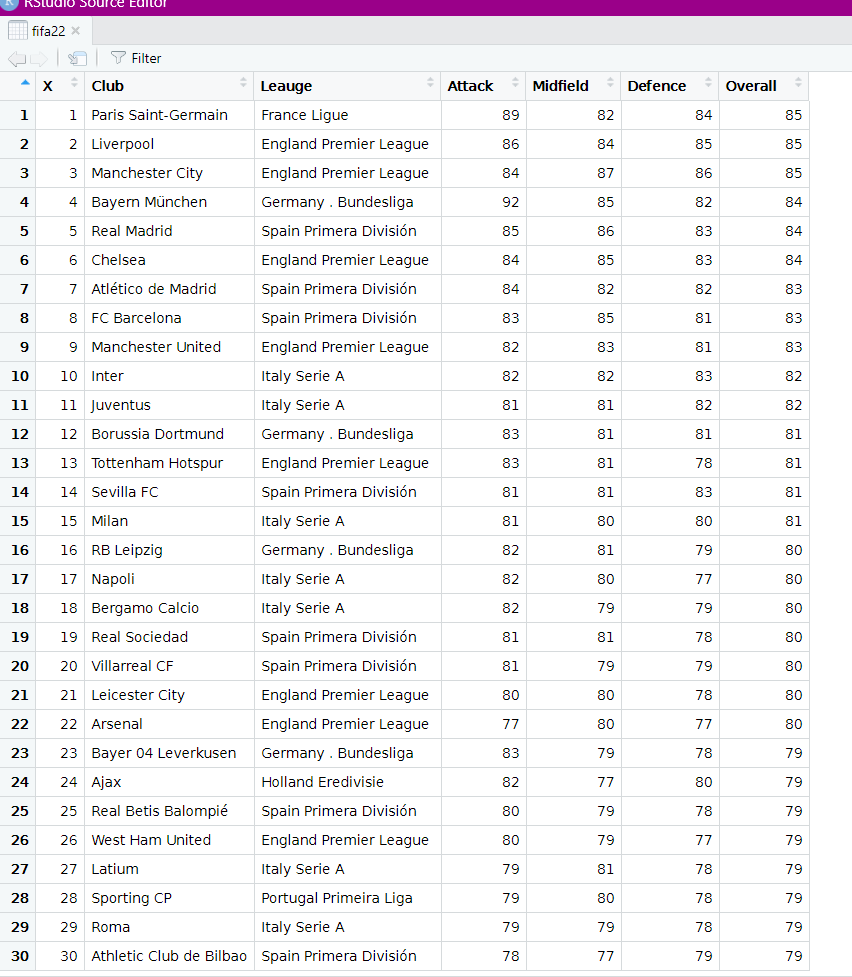 RStudio Source Editor
fifa22
Filter
X Club Leauge Attack Midfield Defence Overall
1 1 Paris Saint-Germain France Ligue 89 82 84 85
2 2 Liverpool England Premier League 86 84 85 85
3 3 Manchester City England Premier League 84 87 86 85
4 4 Bayern München Germany . Bundesliga 92 85 82 84
5 5 Real Madrid Spain Primera División 85 86 83 84
6 6 Chelsea England Premier League 84 85 83 84
7 7 Atlético de Madrid Spain Primera División 84 82 82 83
8 8 FC Barcelona Spain Primera División 83 85 81 83
9 9 Manchester United England Premier League 82 83 81 83
10 10 Inter Italy Serie A 82 82 83 82
11 11 Juventus Italy Serie A 81 81 82 82
12 12 Borussia Dortmund Germany . Bundesliga 83 81 81 81
13 13 Tottenham Hotspur England Premier League 83 81 78 81
14 14 Sevilla FC Spain Primera División 81 81 83 81
15 15 Milan Italy Serie A 81 80 80 81
16 16 RB Leipzig Germany . Bundesliga 82 81 79 80
17 17 Napoli Italy Serie A 82 80 77 80
18 18 Bergamo Calcio Italy Serie A 82 79 79 80
19 19 Real Sociedad Spain Primera División 81 81 78 80
20 20 Villarreal CF Spain Primera División 81 79 79 80
21 21 Leicester City England Premier League 80 80 78 80
22 22 Arsenal England Premier League 77 80 77 80
23 23 Bayer 04 Leverkusen Germany . Bundesliga 83 79 78 79
24 24 Ajax Holland Eredivisie 82 77 80 79
25 25 Real Betis Balompié Spain Primera División 80 79 78 79
26 26 West Ham United England Premier League 80 79 77 79
27 27 Latium Italy Serie A 79 81 78 79
28 28 Sporting CP Portugal Primeira Liga 79 80 78 79
29 29 Roma Italy Serie A 79 79 78 79
30 30 Athletic Club de Bilbao Spain Primera División 78 77 79 79